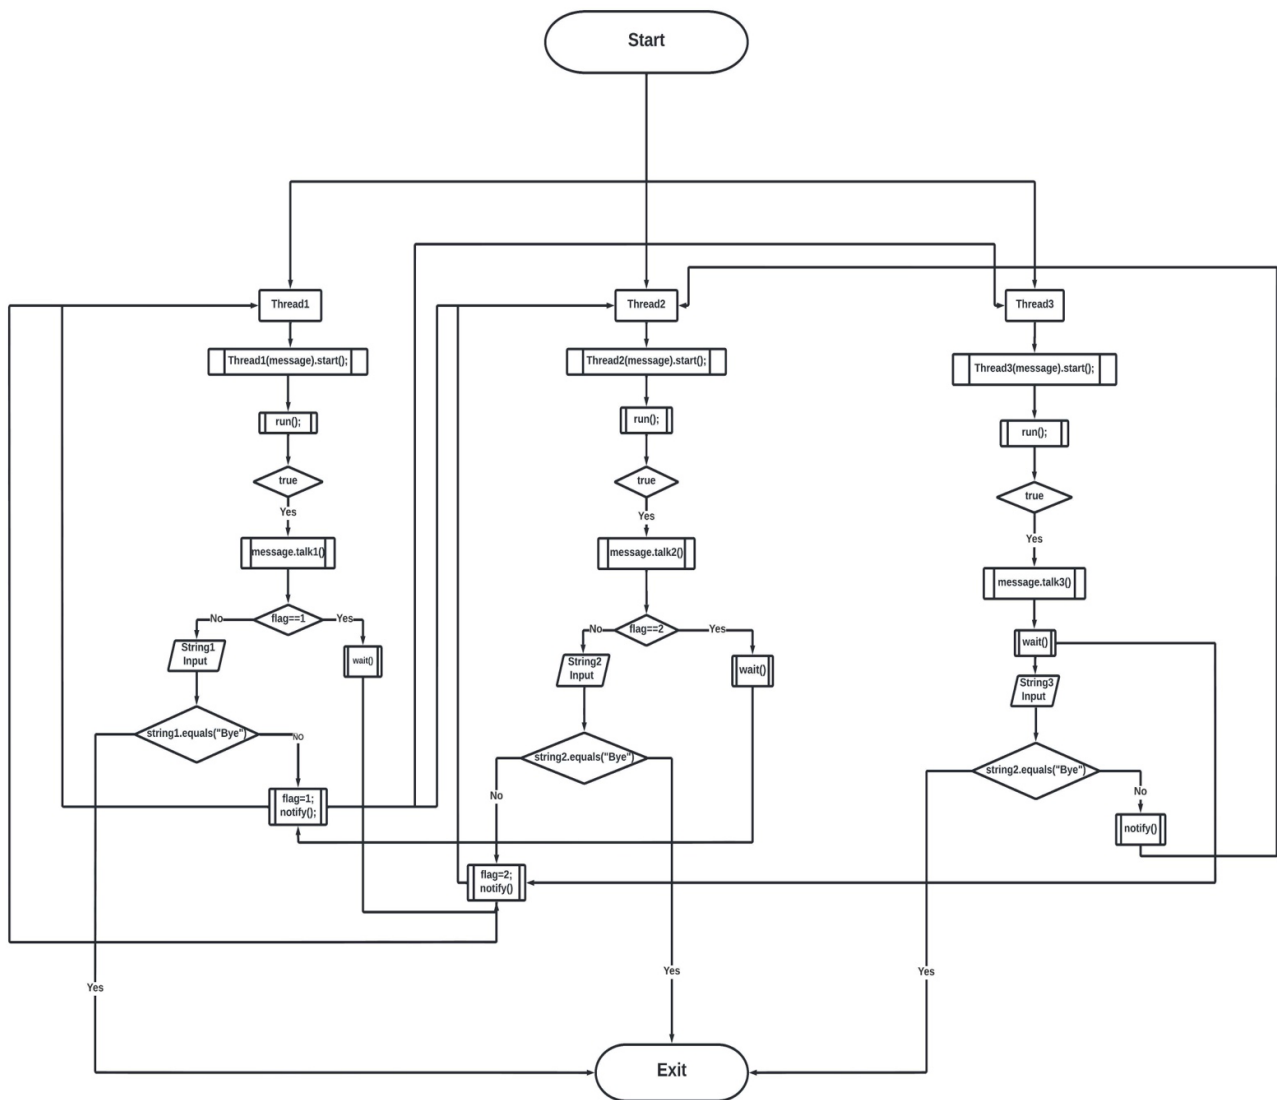 Start
Thread1
Thread2
Thread3
Thread1(message).start();
Thread2(message).start();
Thread3(message).start();
run();
run();
run();
true
true
true
Yes
Yes
Yes
message.talk1()
message.talk2()
message.talk3()
No
flag==1
Yes
No
flag==2
Yes
wait()
String1
Input
wait()
String2
Input
wait()
String3
Input
string1.equals("Bye")
NO
string2.equals("Bye")
string2.equals("Bye")
No
No
flag=1;
notify();
notify()
flag=2;
notify()
Yes
Yes
Yes
Exit